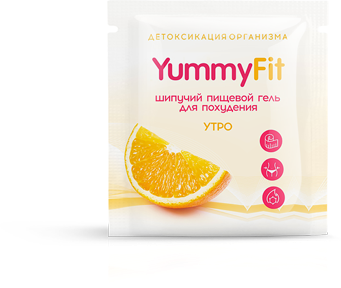 ДЕТОКСИКАЦИЯ ОРГАНИЗМА
YummyFit
ШИПУЧИЙ ПИЩЕВОЙ ГЕЛЬ
ДЛЯ ПОХУДЕНИЯ
УТРО